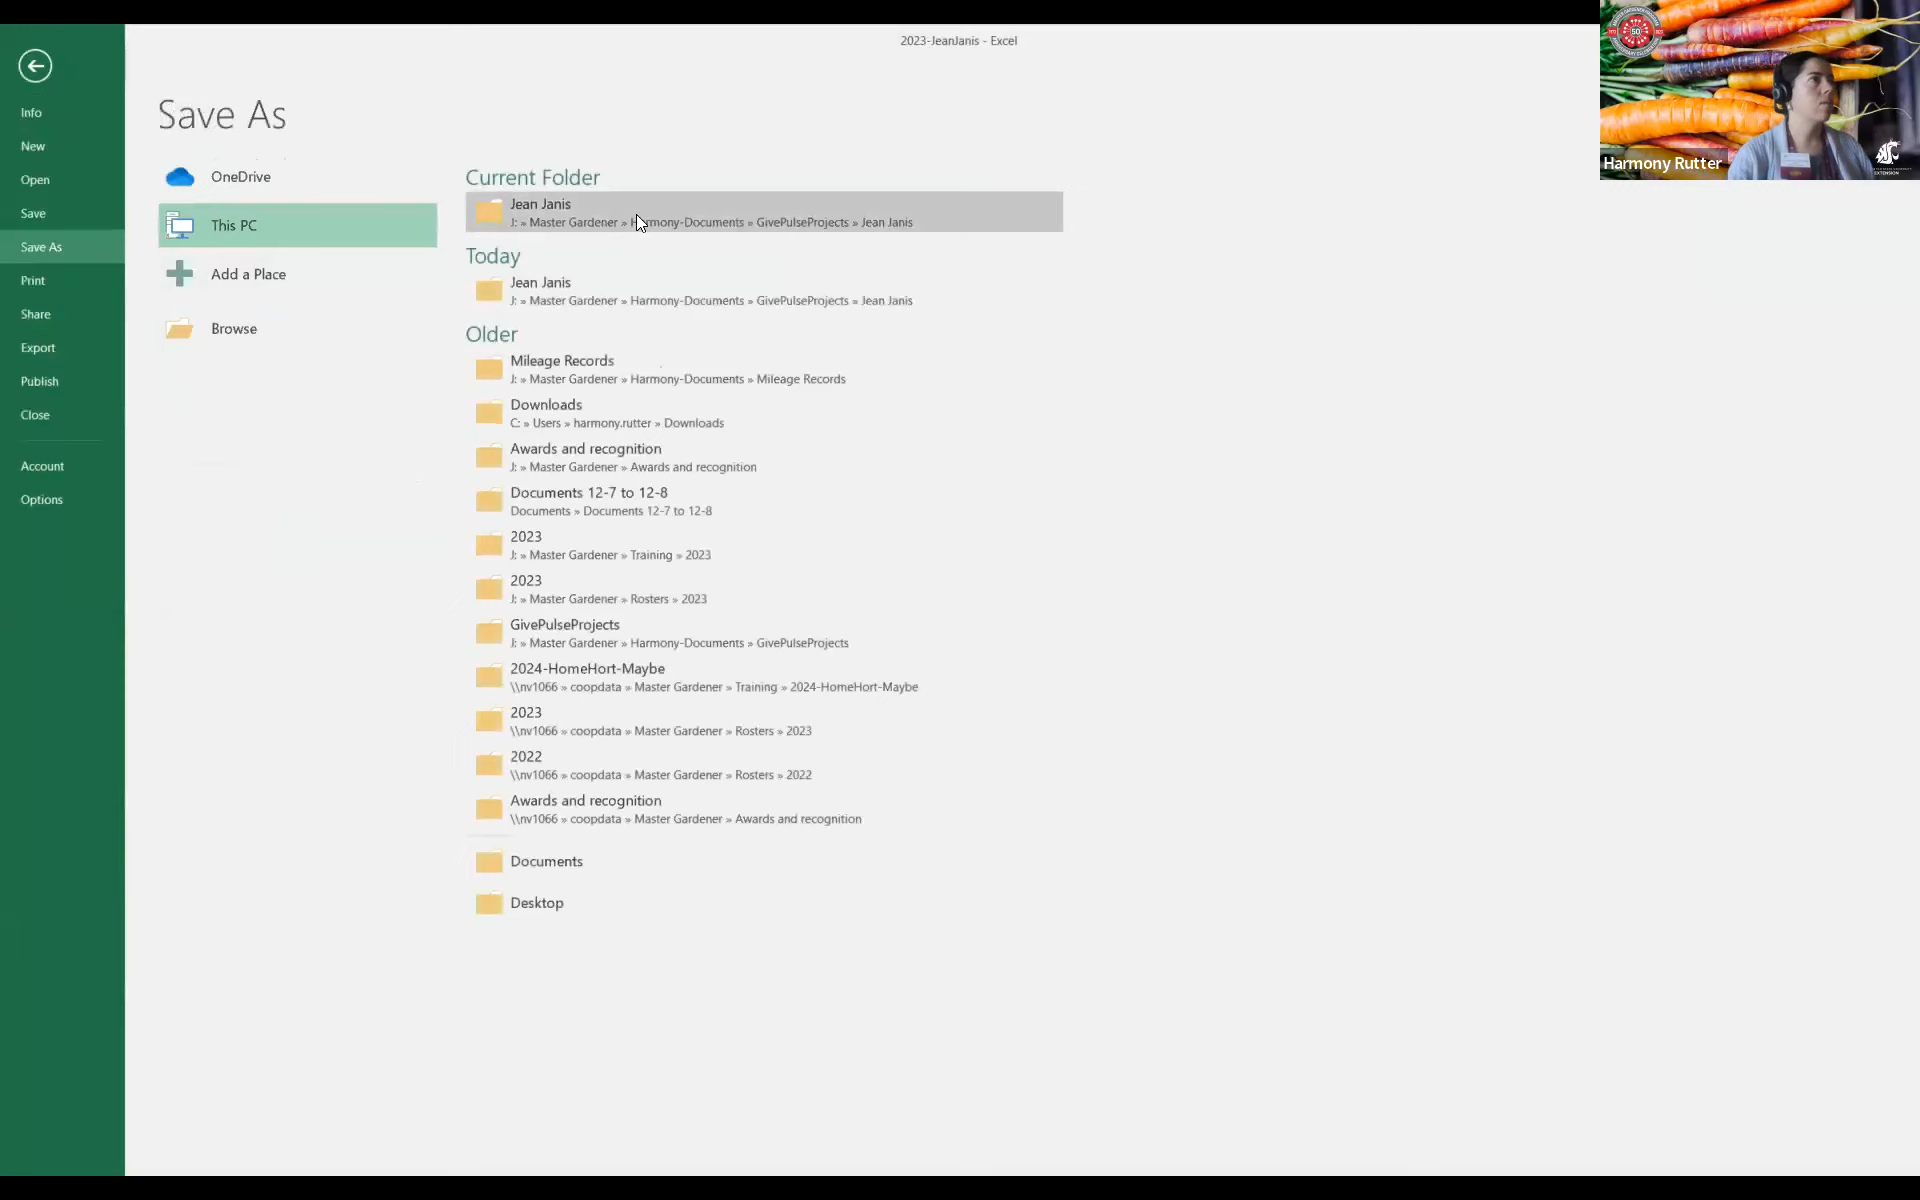 2023-JeanJanis - Excel
Info
New
Open
Save
Save As
Print
Share
Export
Publish
Close
Account
Options
Save As
OneDrive
This PC
Add a Place
Browse
Current Folder
Jean Janis
J: » Master Gardener » Harmony-Documents » GivePulseProjects » Jean Janis
Today
Jean Janis
J: » Master Gardener » Harmony-Documents » GivePulseProjects » Jean Janis
Older
Mileage Records
J: » Master Gardener » Harmony-Documents » Mileage Records
Downloads
C: » Users » harmony.rutter » Downloads
Awards and recognition
J: » Master Gardener » Awards and recognition
Documents 12-7 to 12-8
Documents » Documents 12-7 to 12-8
2023
J: » Master Gardener » Training » 2023
2023
J: » Master Gardener » Rosters » 2023
GivePulseProjects
J: » Master Gardener » Harmony-Documents » GivePulseProjects
2024-HomeHort-Maybe
\\nv1066 » coopdata » Master Gardener » Training » 2024-HomeHort-Maybe
2023
\\nv1066 » coopdata » Master Gardener » Rosters » 2023
2022
\\nv1066 » coopdata » Master Gardener » Rosters » 2022
Awards and recognition
\\nv1066 » coopdata » Master Gardener » Awards and recognition
Documents
Desktop
50
Harmony Rutter
EXTENSION